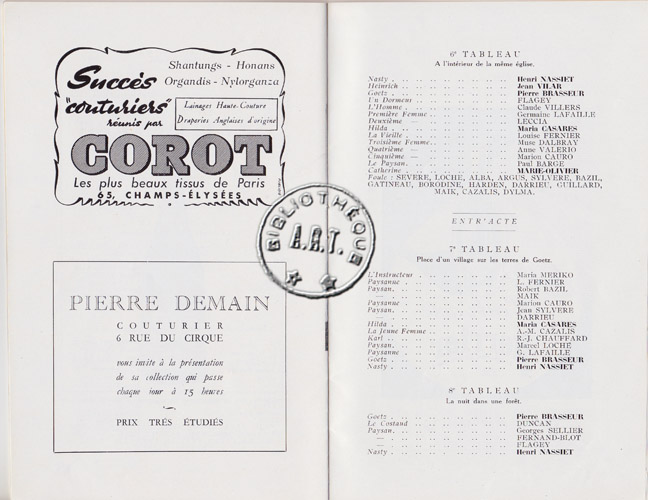 Shantungs - Honans
Organdis - Nylorganza
Succès
"couturiers"
réunis par
Lainages Haute-Couture
Draperies Anglaises d'origine
COROT
Les plus beaux tissus de Paris
65, CHAMPS-ÉLYSÉES
PIERRE DEMAIN
COUTURIER
6 RUE DU CIRQUE
vous invite à la présentation
de sa collection qui passe
chaque jour à 15 heures
PRIX TRÉS ÉTUDIÉS
BIBLIOTHÈQUE
A.R.T.
6e TABLEAU
A l'intérieur de la même église.
Nasty . . . . . . . . Henri NASSIET
Heinrich . . . . . . . . Jean VILAR
Goetz . . . . . . . . Pierre BRASSEUR
Un Dormeur . . . . . . . . FLAGEY
L'Homme . . . . . . . . Claude VILLERS
Première Femme . . . . . . . . Germaine LAFAILLE
Deuxième — . . . . . . . . LECCIA
Hilda . . . . . . . . Maria CASARES
La Vieille . . . . . . . . Louise FERNIER
Troisième Femme . . . . . . . . Muse DALBRAY
Quatrième — . . . . . . . . Anne VALERIO
Cinquième — . . . . . . . . Marion CAURO
Le Paysan . . . . . . . . Paul BARGE
Catherine . . . . . . . . MARIE-OLIVIER
Foule : SEVERE, LOCHE, ALBA, ARGUS, SYLVERE, BAZIL,
GATINEAU, BORODINE, HARDEN, DARRIEU, GUILLARD,
MAIK, CAZALIS, DYLMA.
ENTR'ACTE
7e TABLEAU
Place d'un village sur les terres de Goetz.
L'Instructeur . . . . . . . . Maria MERIKO
Paysanne . . . . . . . . L. FERNIER
Paysan . . . . . . . . Robert BAZIL
— . . . . . . . . MAIK
Paysanne . . . . . . . . Marion CAURO
Paysan . . . . . . . . Jean SYLVERE
— . . . . . . . . DARRIEU
Hilda . . . . . . . . Maria CASARES
La Jeune Femme . . . . . . . . A.-M. CAZALIS
Karl . . . . . . . . R.-J. CHAUFFARD
Paysan . . . . . . . . Marcel LOCHE
Paysanne . . . . . . . . G. LAFAILLE
Goetz . . . . . . . . Pierre BRASSEUR
Nasty . . . . . . . . Henri NASSIET
8e TABLEAU
La nuit dans une forêt.
Goetz . . . . . . . . Pierre BRASSEUR
Le Costaud . . . . . . . . DUNCAN
Paysan . . . . . . . . Georges SELLIER
— . . . . . . . . FERNAND-BLOT
— . . . . . . . . FLAGEY
Nasty . . . . . . . . Henri NASSIET